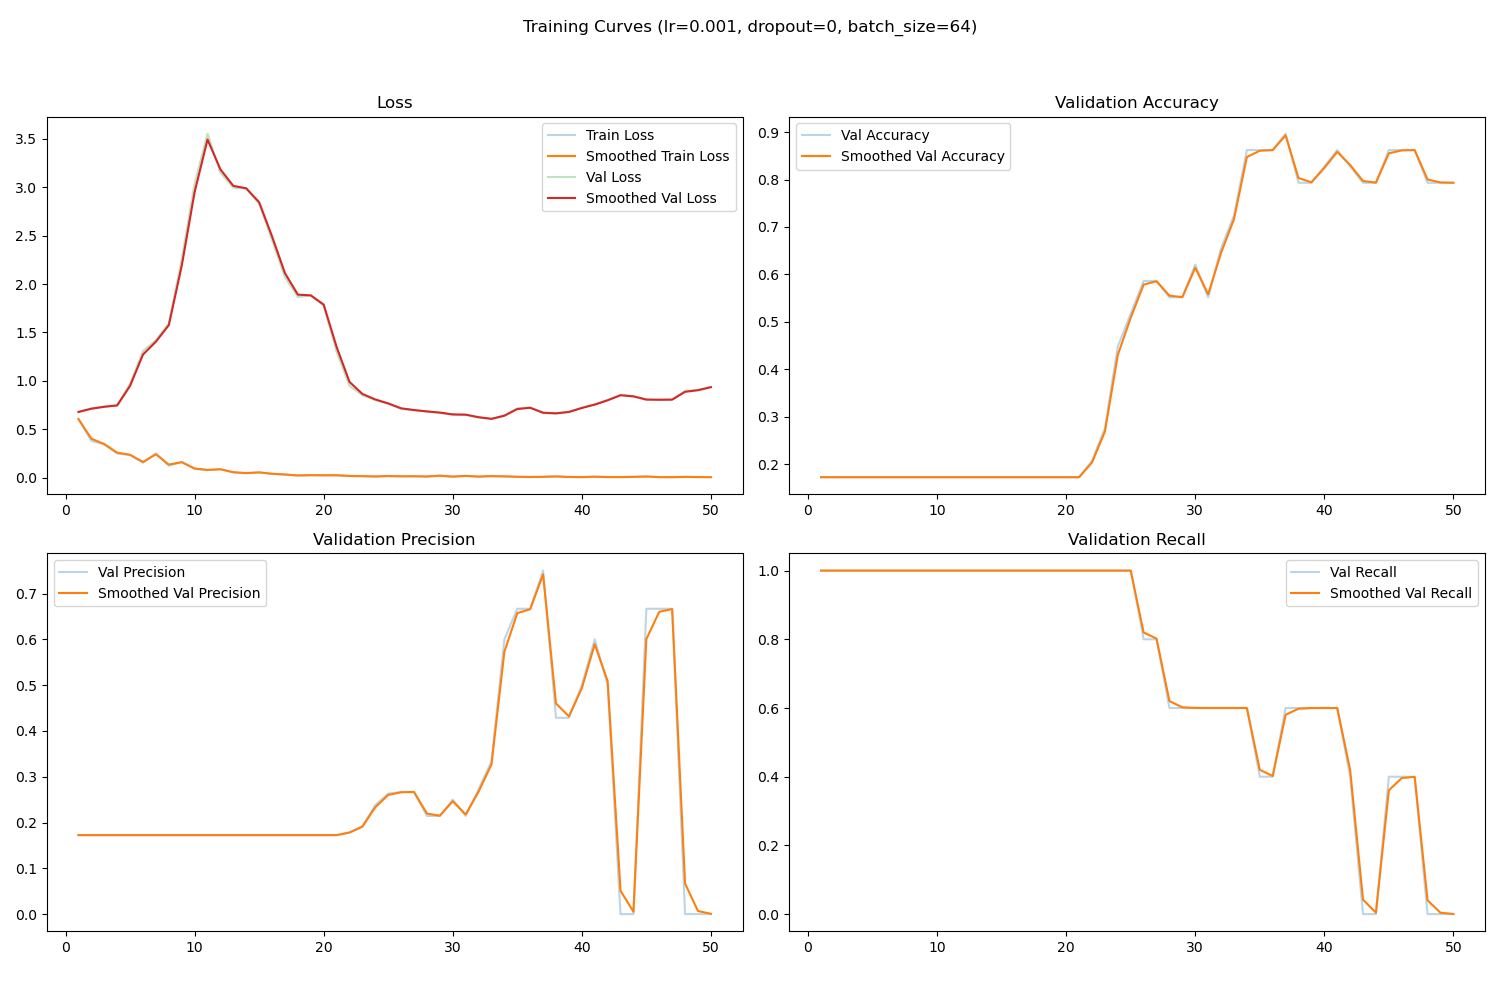 Training Curves (lr=0.001, dropout=0, batch_size=64)
Loss
3.5
3.0
2.5
2.0
1.5
1.0
0.5
0.0
0 10 20 30 40 50
Train Loss
Smoothed Train Loss
Val Loss
Smoothed Val Loss
Validation Accuracy
0.9
0.8
0.7
0.6
0.5
0.4
0.3
0.2
0 10 20 30 40 50
Val Accuracy
Smoothed Val Accuracy
Validation Precision
0.7
0.6
0.5
0.4
0.3
0.2
0.1
0.0
0 10 20 30 40 50
Val Precision
Smoothed Val Precision
Validation Recall
1.0
0.8
0.6
0.4
0.2
0.0
0 10 20 30 40 50
Val Recall
Smoothed Val Recall